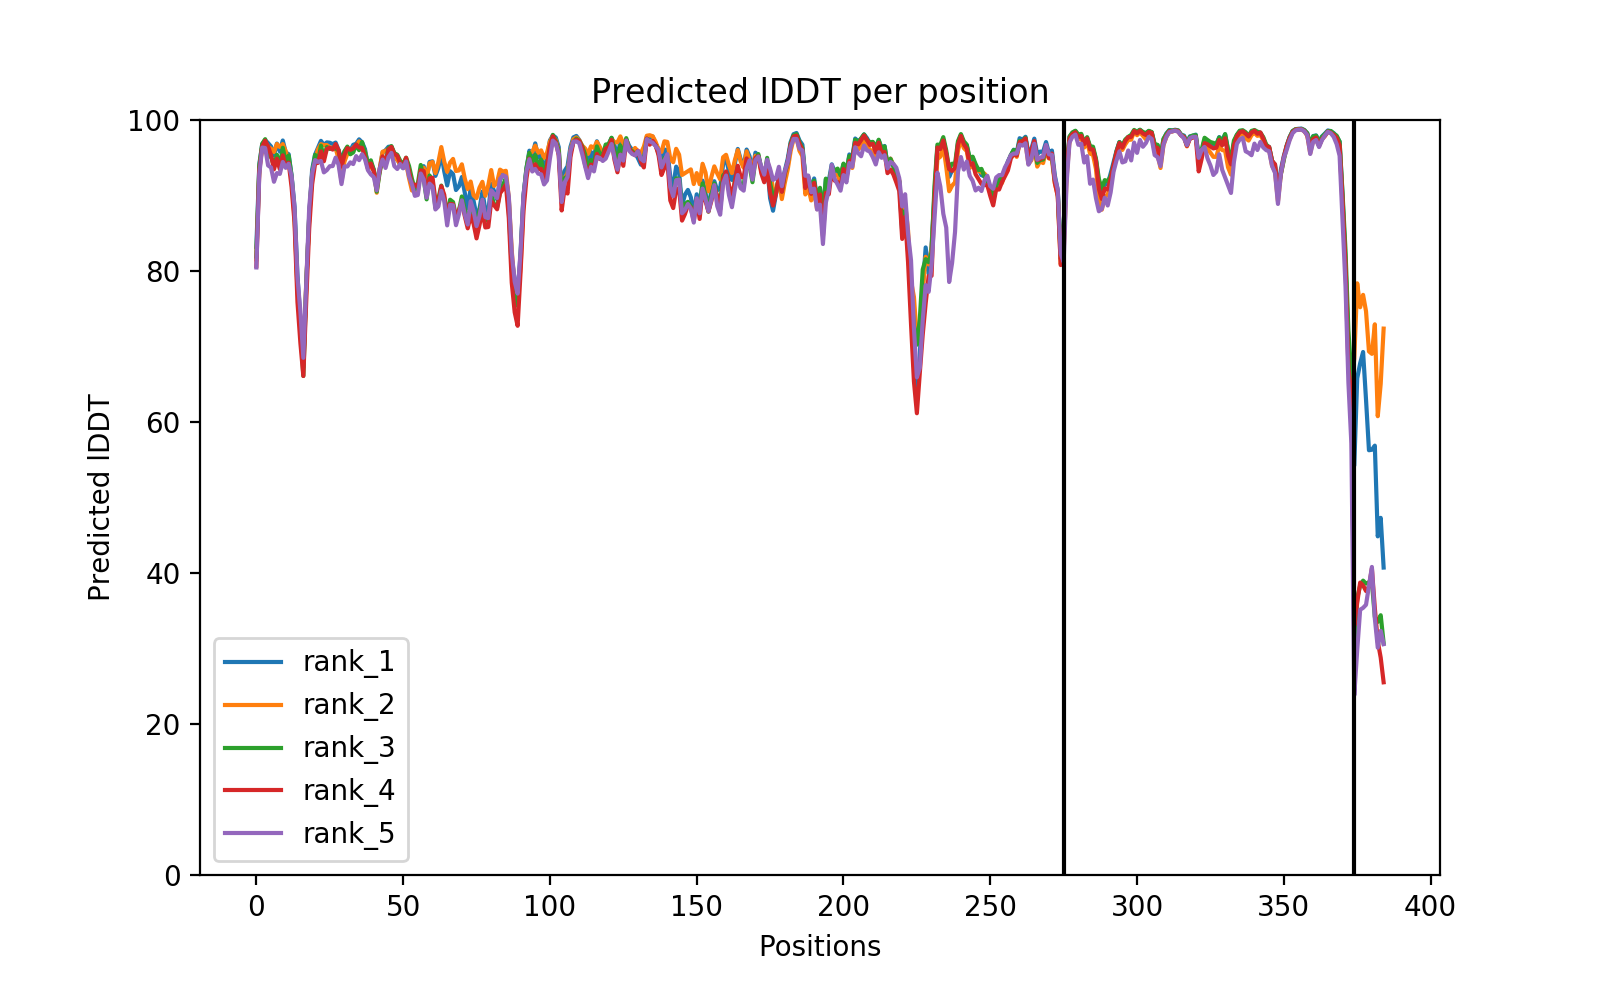 Predicted lDDT per position
100
80
60
40
20
0
Predicted lDDT
rank_1
rank_2
rank_3
rank_4
rank_5
0 50 100 150 200 250 300 350 400
Positions